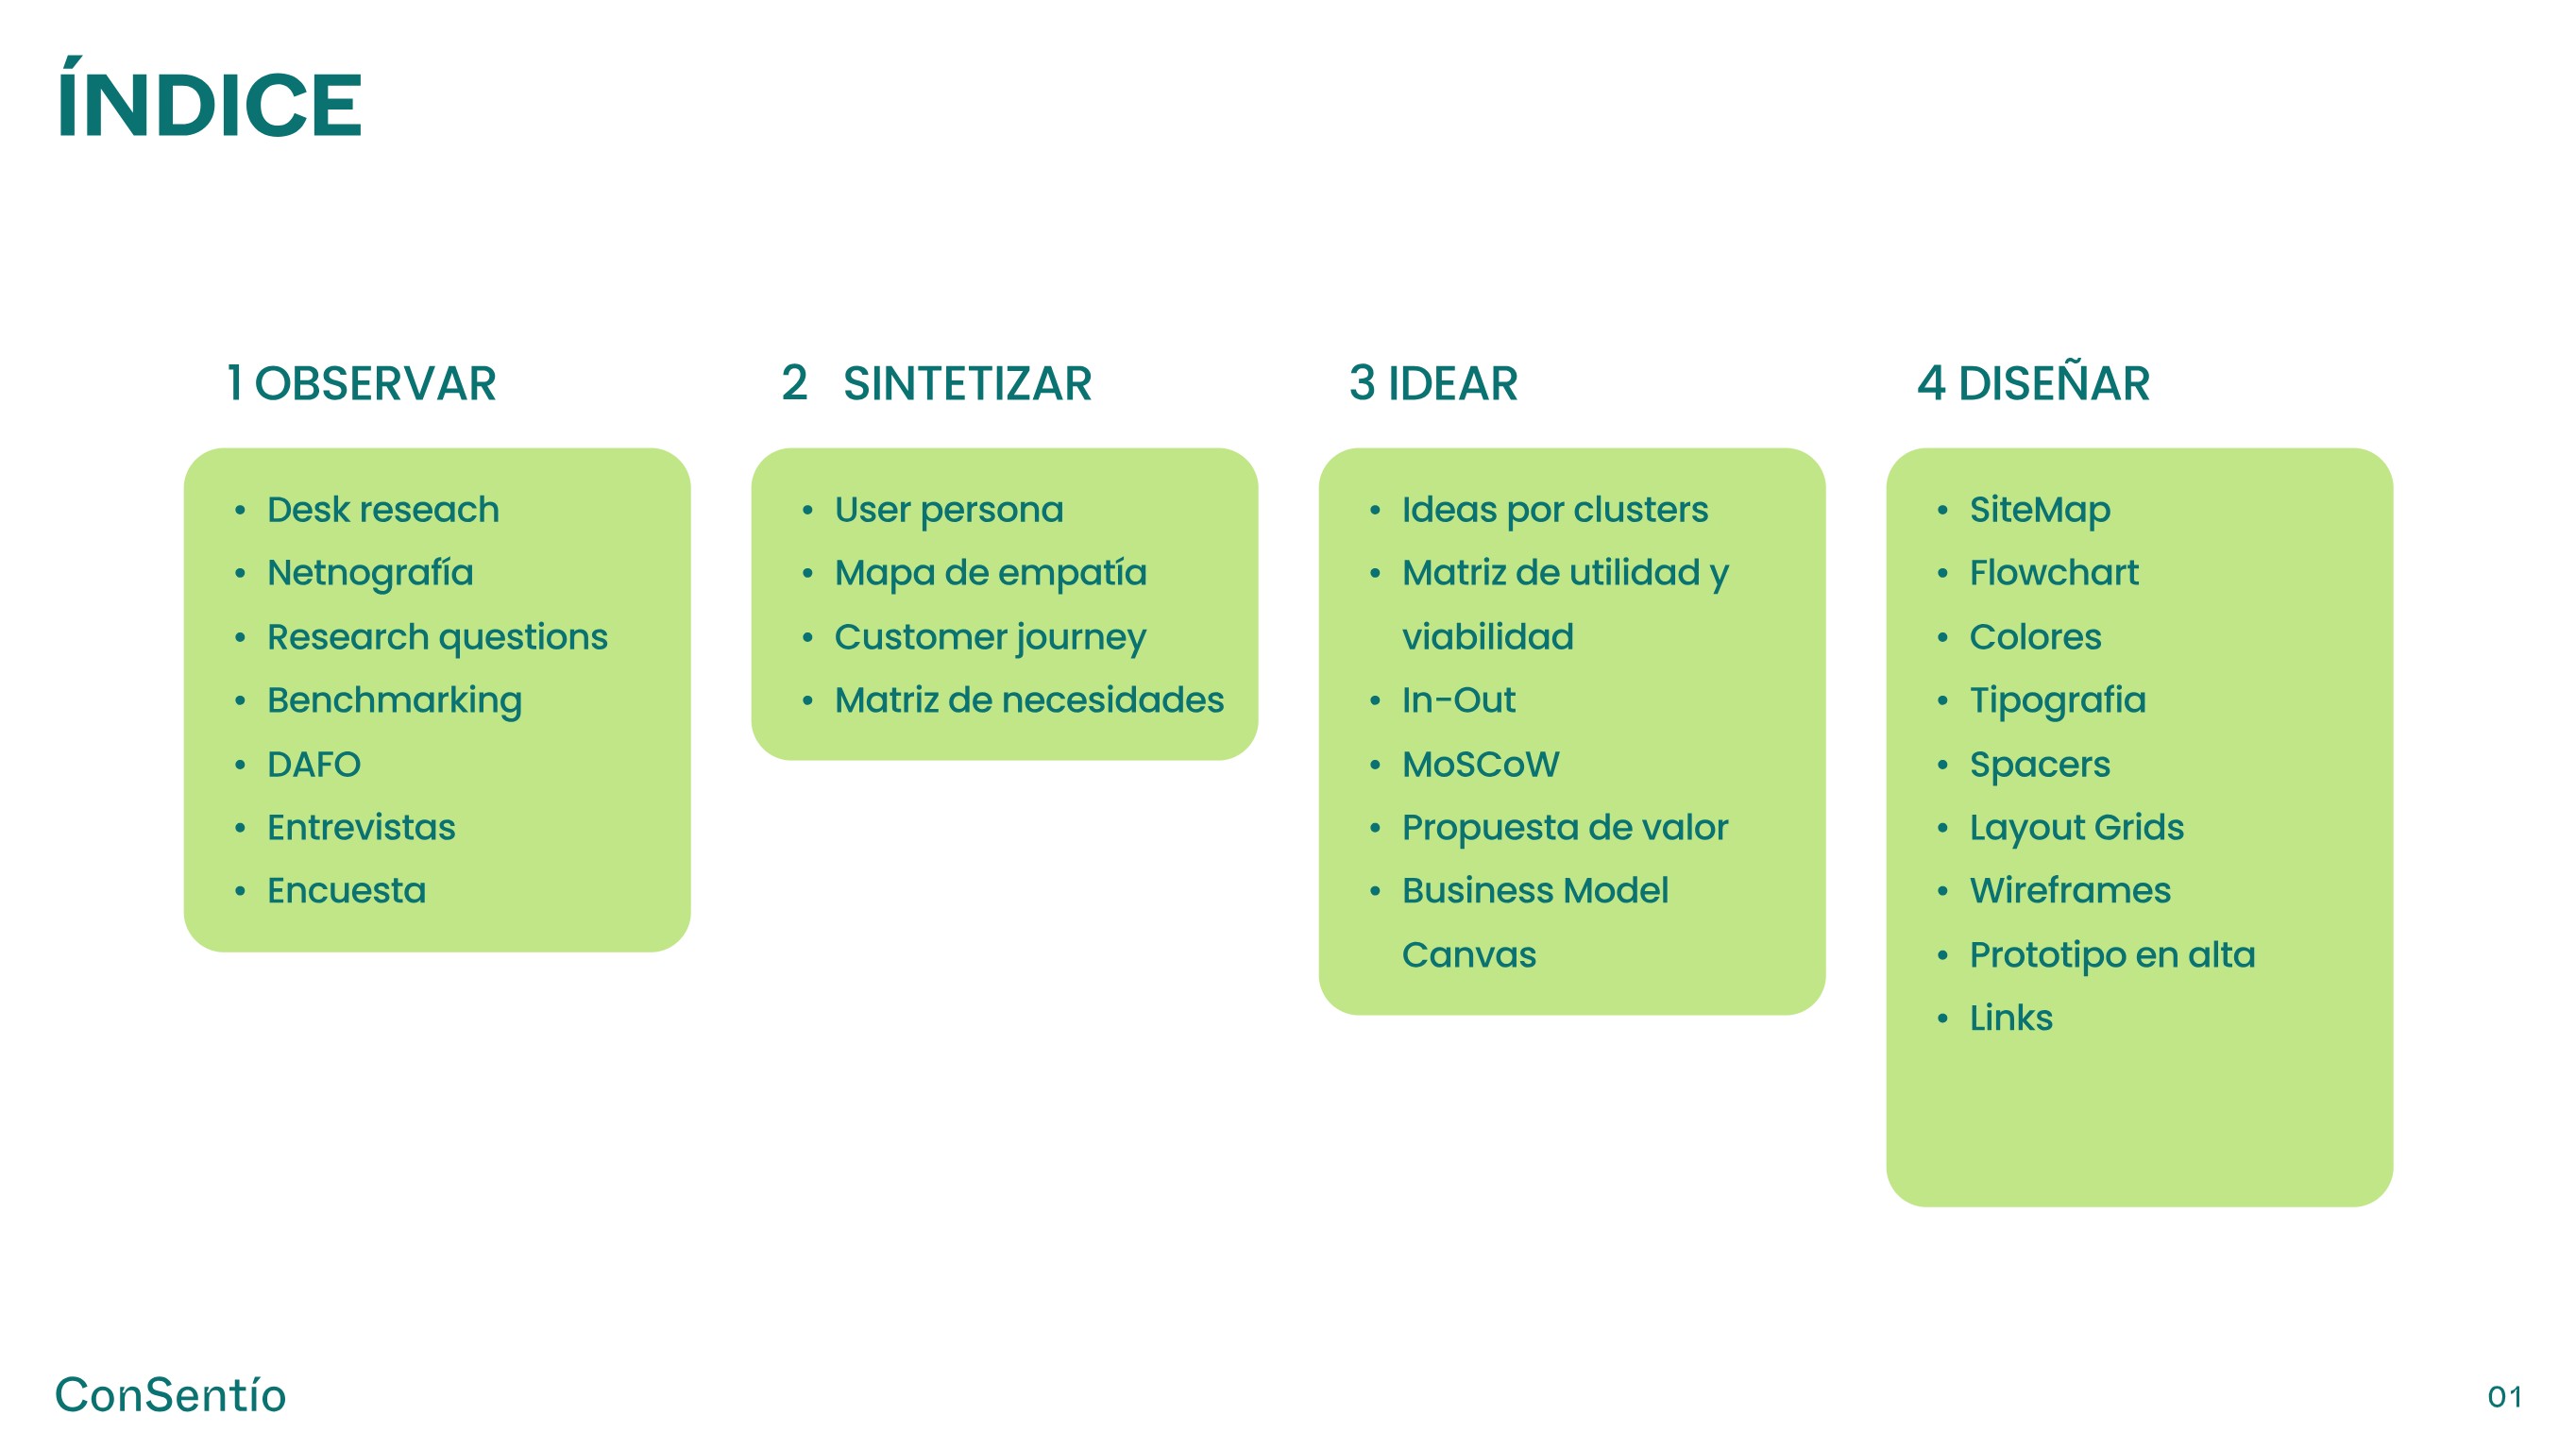 ÍNDICE
1 OBSERVAR
• Desk reseach
• Netnografía
• Research questions
• Benchmarking
• DAFO
• Entrevistas
• Encuesta
2 SINTETIZAR
• User persona
• Mapa de empatía
• Customer journey
• Matriz de necesidades
3 IDEAR
• Ideas por clusters
• Matriz de utilidad y
viabilidad
• In-Out
• MoSCoW
• Propuesta de valor
• Business Model
Canvas
4 DISEÑAR
• SiteMap
• Flowchart
• Colores
• Tipografia
• Spacers
• Layout Grids
• Wireframes
• Prototipo en alta
• Links
ConSentío
01